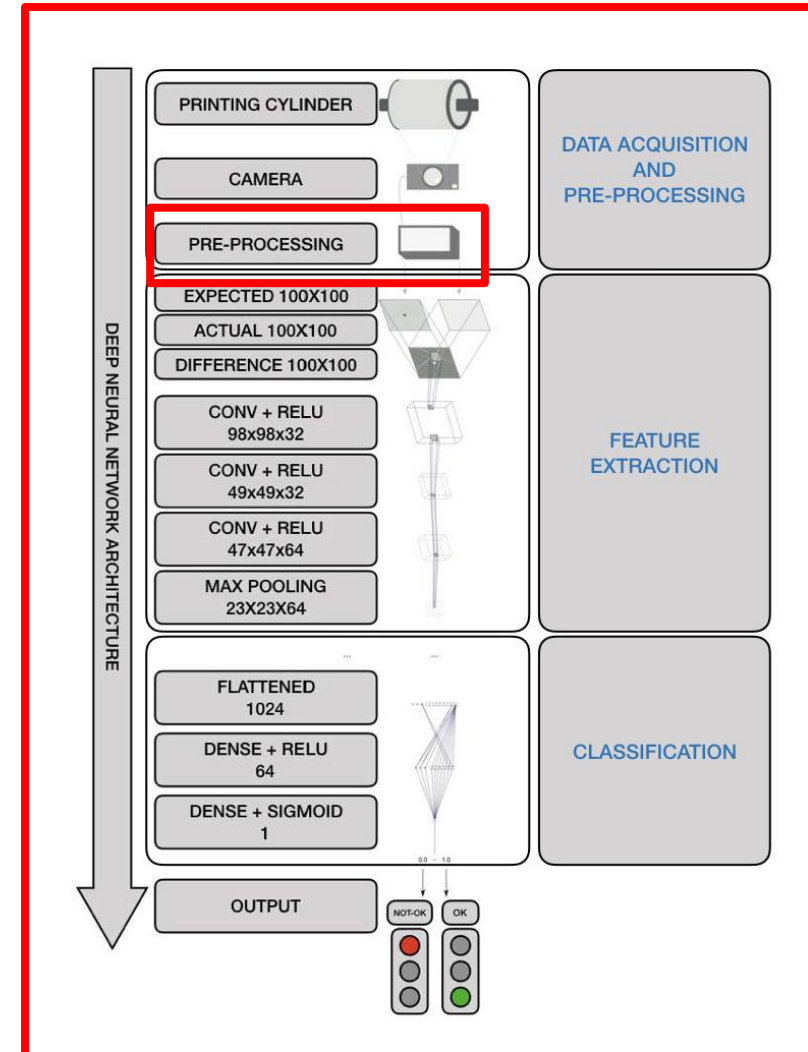 PRINTING CYLINDER
CAMERA
PRE-PROCESSING
DATA ACQUISITION
AND
PRE-PROCESSING
DEEP NEURAL NETWORK ARCHITECTURE
EXPECTED 100X100
ACTUAL 100X100
DIFFERENCE 100X100
CONV + RELU
98x98x32
CONV + RELU
49x49x32
CONV + RELU
47x47x64
MAX POOLING
23X23X64
FEATURE
EXTRACTION
... ...
FLATTENED
1024
DENSE + RELU
64
DENSE + SIGMOID
1
CLASSIFICATION
0.0 — 1.0
OUTPUT
NOT-OK OK